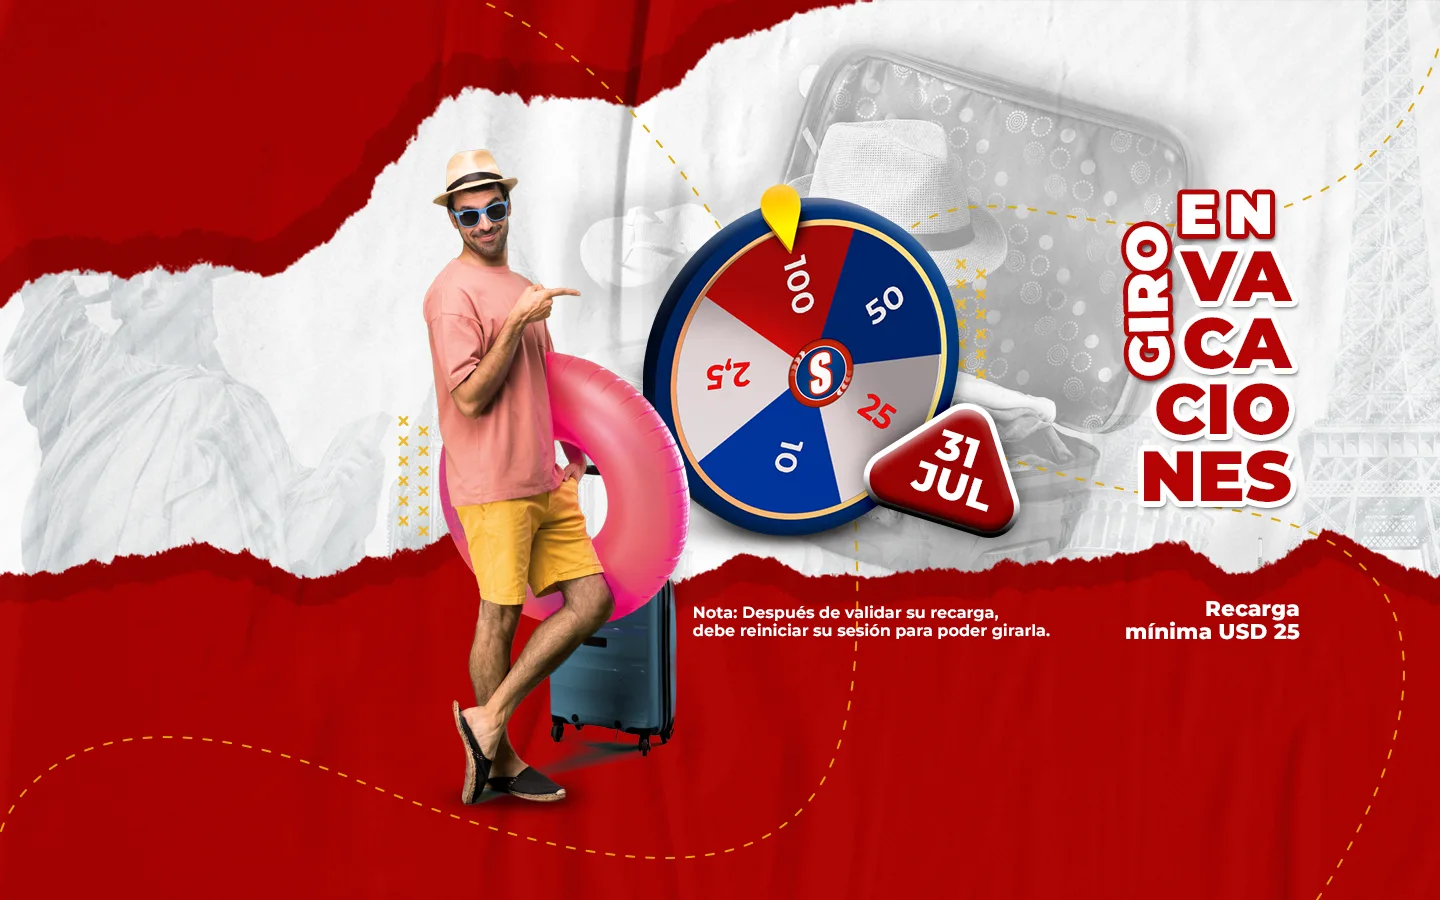 GIRO
EN
VA
CA
CIO
NES
100
50
25
10
2,5
S
31
JUL
Nota: Después de validar su recarga,
debe reiniciar su sesión para poder girarla.
Recarga
mínima USD 25